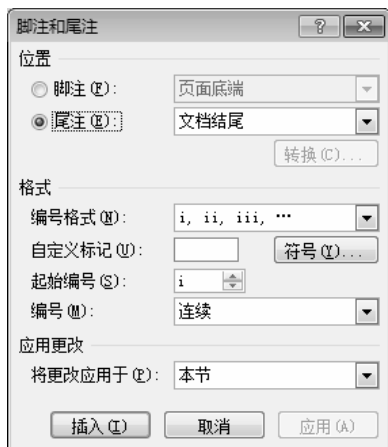 脚注和尾注
位置
脚注(F): 页面底端
尾注(E): 文档结尾
转换(C)...
格式
编号格式(N): i, ii, iii, …
自定义标记(U): 符号(Y)...
起始编号(S): i
编号(M): 连续
应用更改
将更改应用于(P): 本节
插入(I) 取消 应用(A)